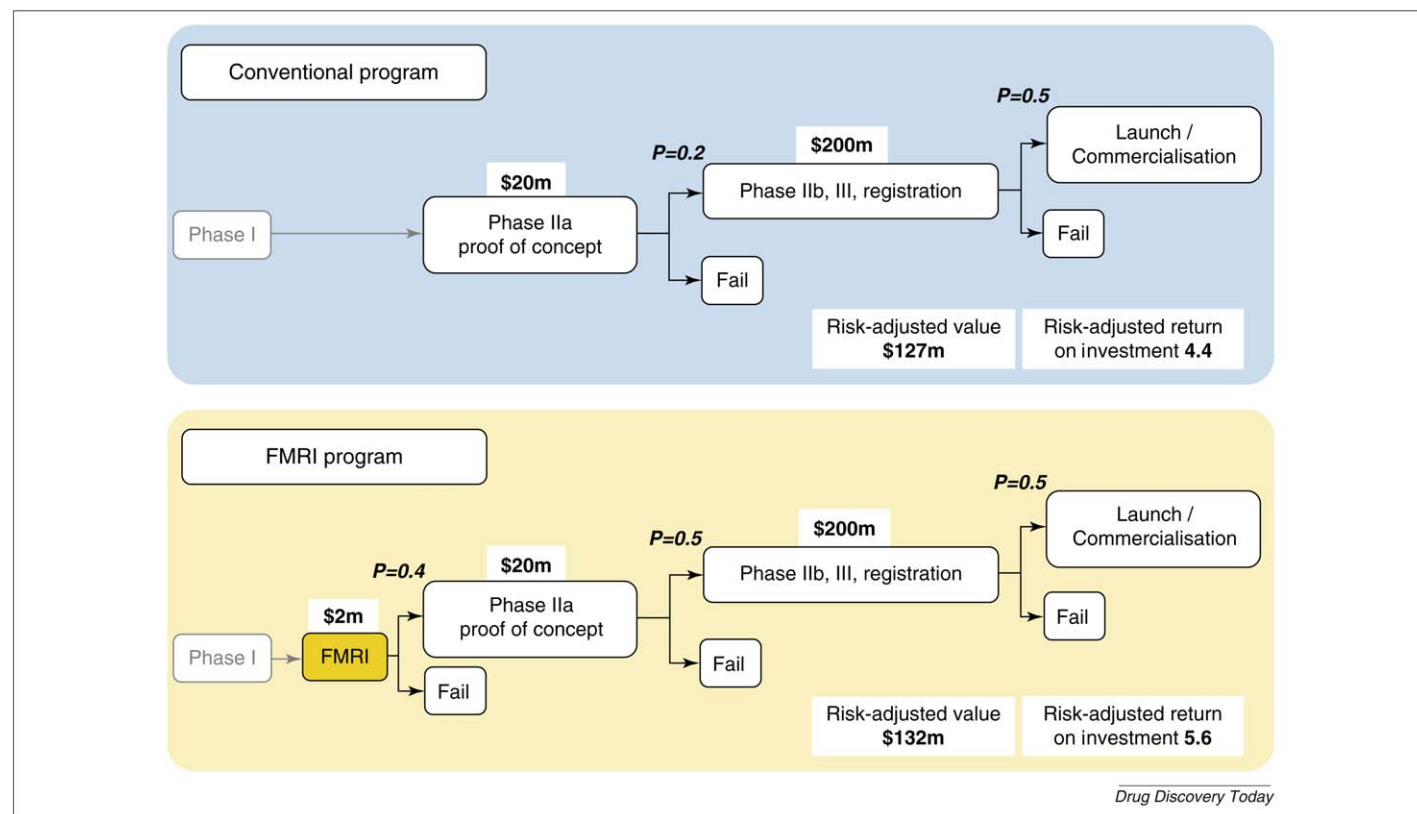 Conventional program
P=0.5
Launch /
Commercialisation
P=0.2
$200m
Phase IIb, III, registration
$20m
Phase IIa
proof of concept
Phase I
Fail
Fail
Risk-adjusted value
$127m
Risk-adjusted return
on investment 4.4
FMRI program
P=0.5
Launch /
Commercialisation
P=0.5
$200m
Phase IIb, III, registration
P=0.4
$20m
Phase IIa
proof of concept
$2m
Phase I
FMRI
Fail
Fail
Fail
Risk-adjusted value
$132m
Risk-adjusted return
on investment 5.6
Drug Discovery Today